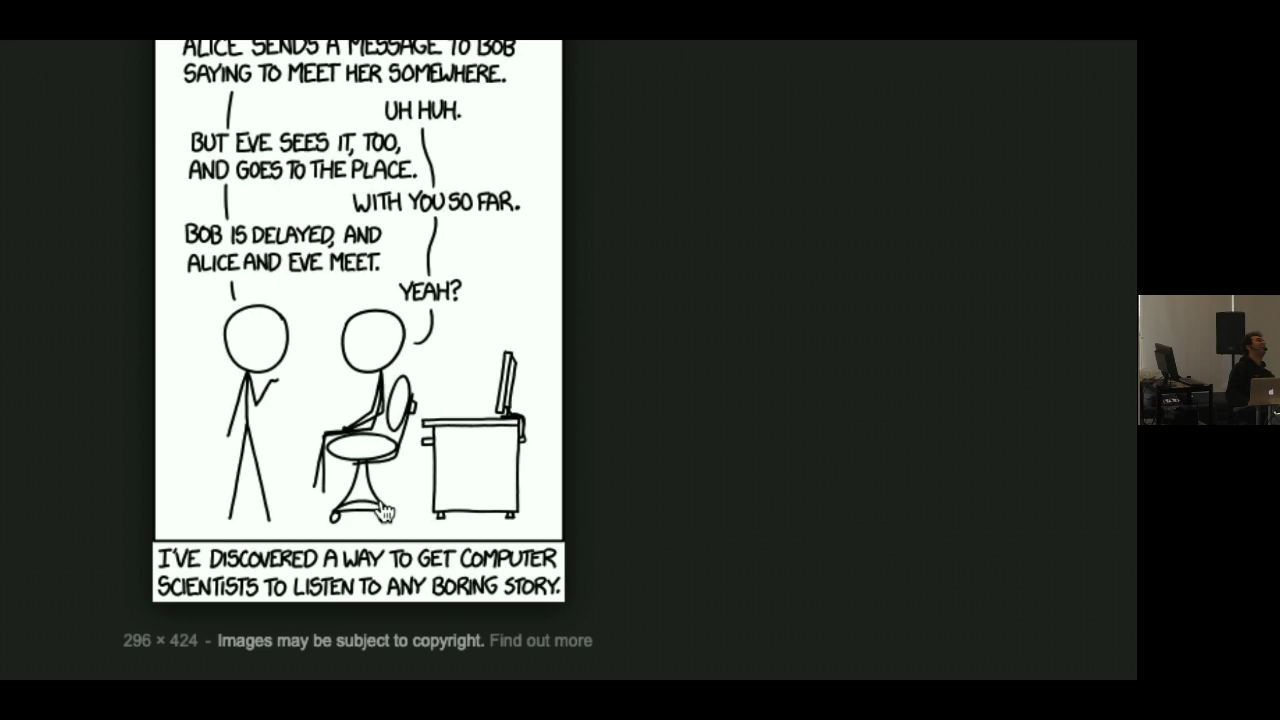 ALICE SENDS A MESSAGE TO BOB
SAYING TO MEET HER SOMEWHERE.
UH HUH.
BUT EVE SEES IT, TOO,
AND GOES TO THE PLACE.
WITH YOU SO FAR.
BOB IS DELAYED, AND
ALICE AND EVE MEET.
YEAH?
I'VE DISCOVERED A WAY TO GET COMPUTER
SCIENTISTS TO LISTEN TO ANY BORING STORY.
296 × 424 - Images may be subject to copyright. Find out more